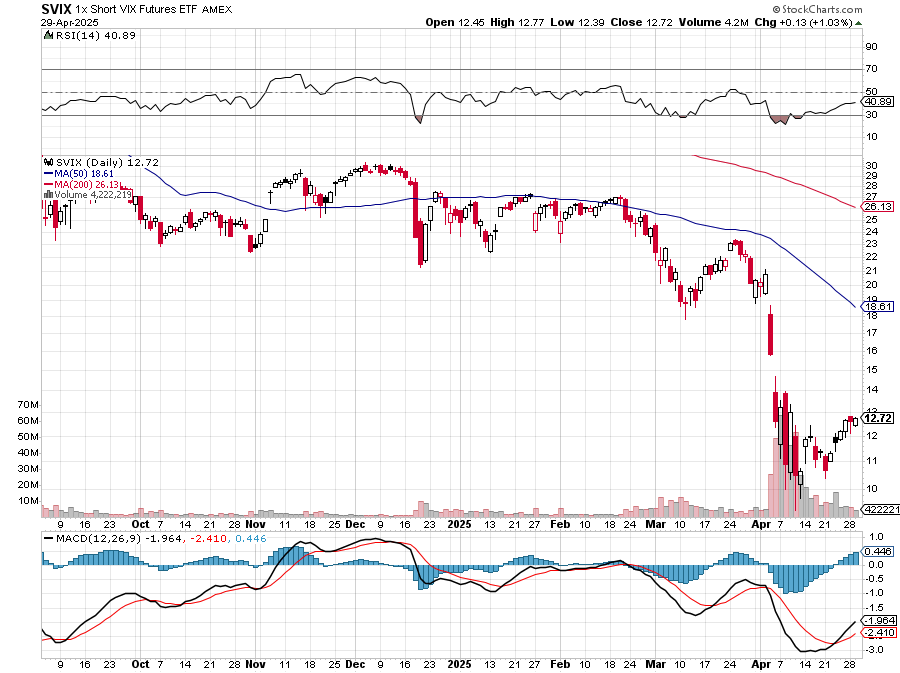 SVIX 1x Short VIX Futures ETF AMEX
© StockCharts.com
29-Apr-2025
Open 12.45 High 12.77 Low 12.39 Close 12.72 Volume 4.2M Chg +0.13 (+1.03%)
RSI(14) 40.89
90
70
50
40.89
30
10
SVIX (Daily) 12.72
MA(50) 18.61
MA(200) 26.13
Volume 4,222,219
30
29
28
27
26.13
25
24
23
22
21
20
19
18.61
18
17
16
15
14
13
12.72
12
11
10
422221
70M
60M
50M
40M
30M
20M
10M
9 16 23 Oct 7 14 21 28 Nov 11 18 25 Dec 9 16 23 2025 13 21 27 Feb 10 18 24 Mar 10 17 24 Apr 7 14 21 28
MACD(12,26,9) -1.964, -2.410, 0.446
1.0
0.446
0.0
-0.5
-1.0
-1.5
-1.964
-2.410
-3.0
9 16 23 Oct 7 14 21 28 Nov 11 18 25 Dec 9 16 23 2025 13 21 27 Feb 10 18 24 Mar 10 17 24 Apr 7 14 21 28